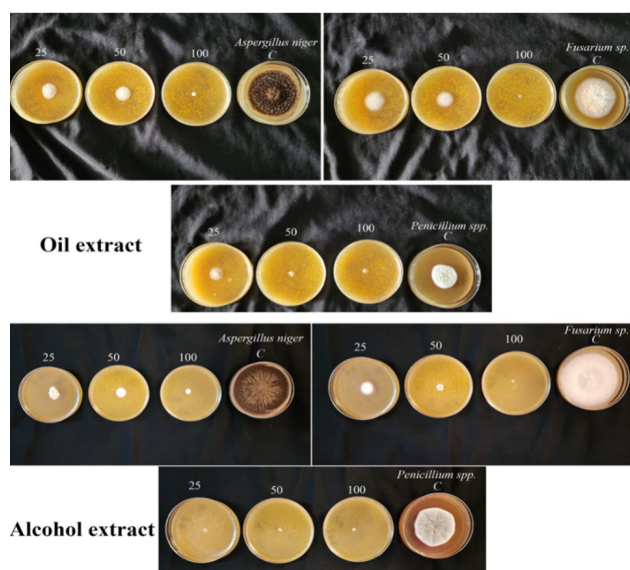 Aspergillus niger
25 50 100 C
Fusarium sp.
25 50 100 C
Oil extract
Penicillium spp.
25 50 100 C
Aspergillus niger
25 50 100 C
Fusarium sp.
25 50 100 C
Alcohol extract
Penicillium spp.
25 50 100 C